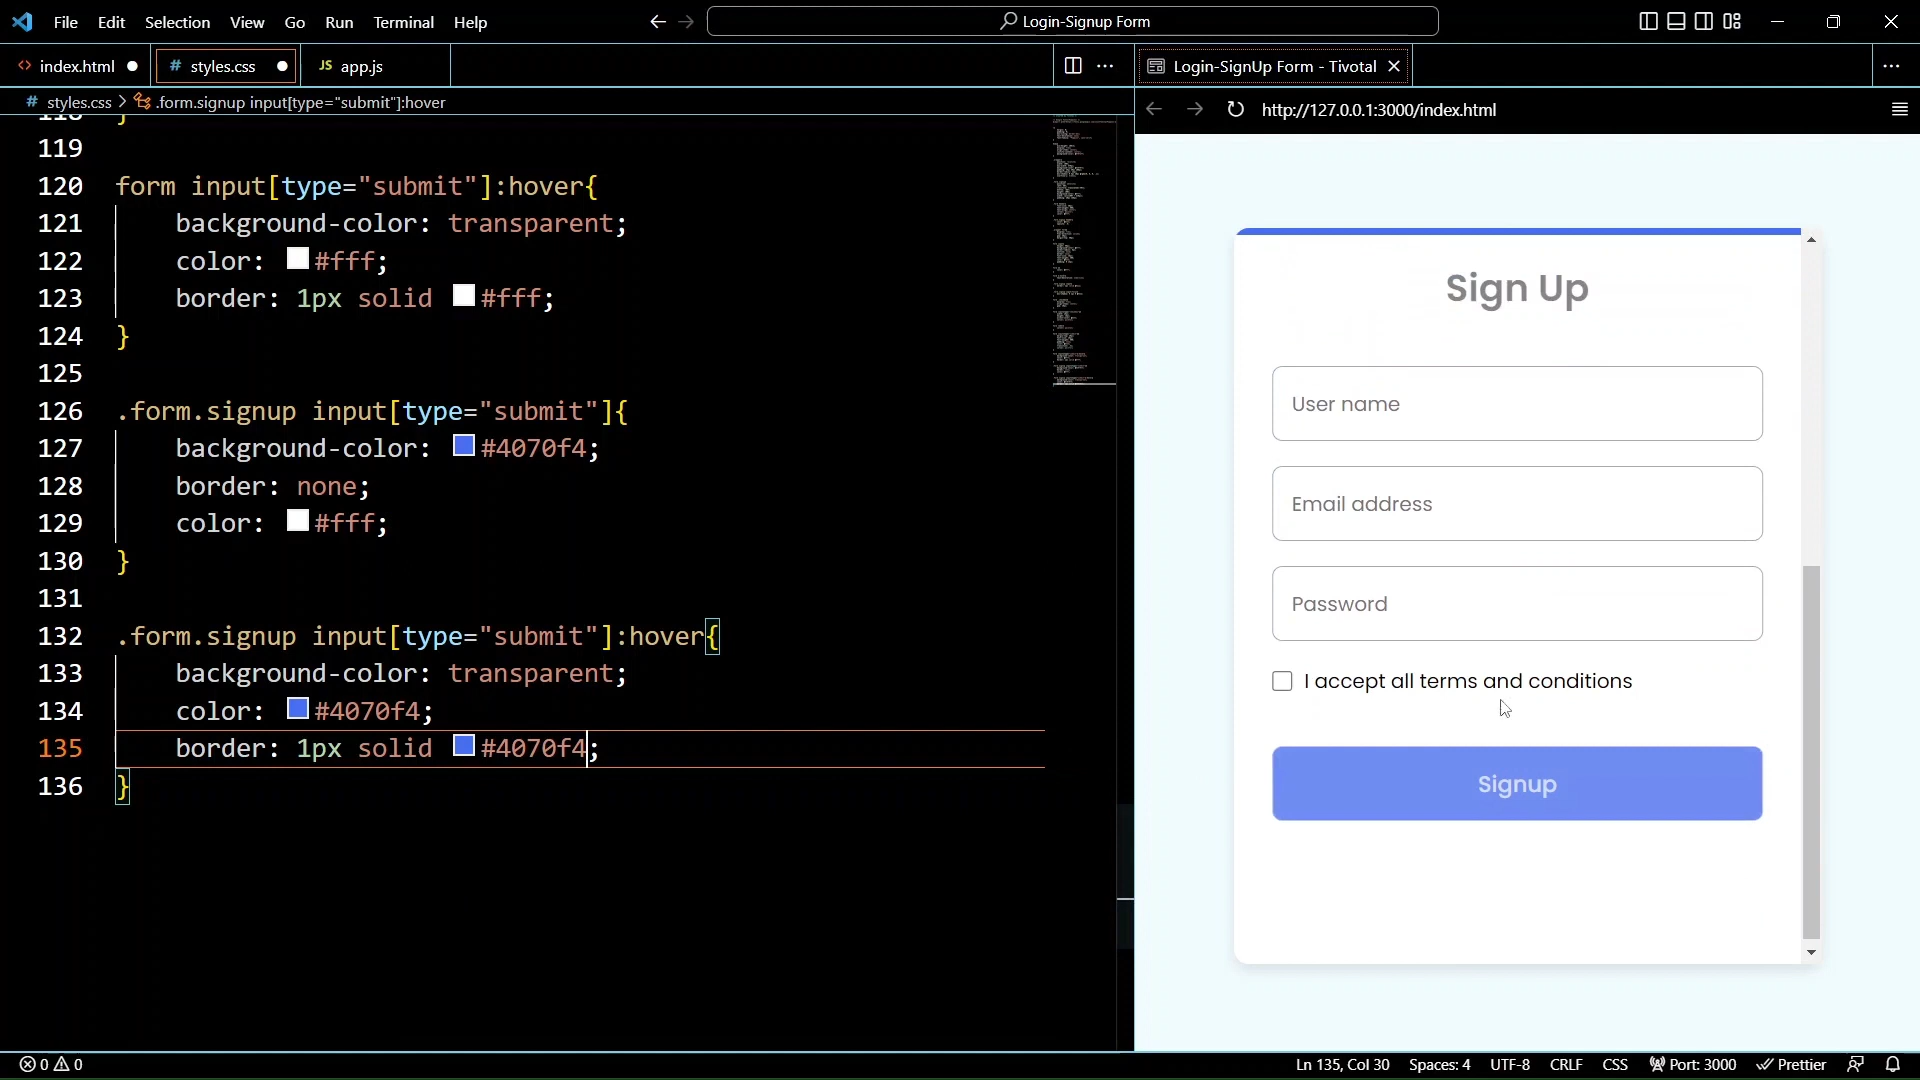 File Edit Selection View Go Run Terminal Help
Login-Signup Form
<> index.html
# styles.css
JS app.js
Login-SignUp Form - Tivotal
# styles.css > .form.signup input[type="submit"]:hover
http://127.0.0.1:3000/index.html
118 }
119
120 form input[type="submit"]:hover{
121 background-color: transparent;
122 color: #fff;
123 border: 1px solid #fff;
124 }
125
126 .form.signup input[type="submit"]{
127 background-color: #4070f4;
128 border: none;
129 color: #fff;
130 }
131
132 .form.signup input[type="submit"]:hover{
133 background-color: transparent;
134 color: #4070f4;
135 border: 1px solid #4070f4;
136 }
Sign Up
User name
Email address
Password
I accept all terms and conditions
Signup
0 0
Ln 135, Col 30 Spaces: 4 UTF-8 CRLF CSS Port: 3000 Prettier